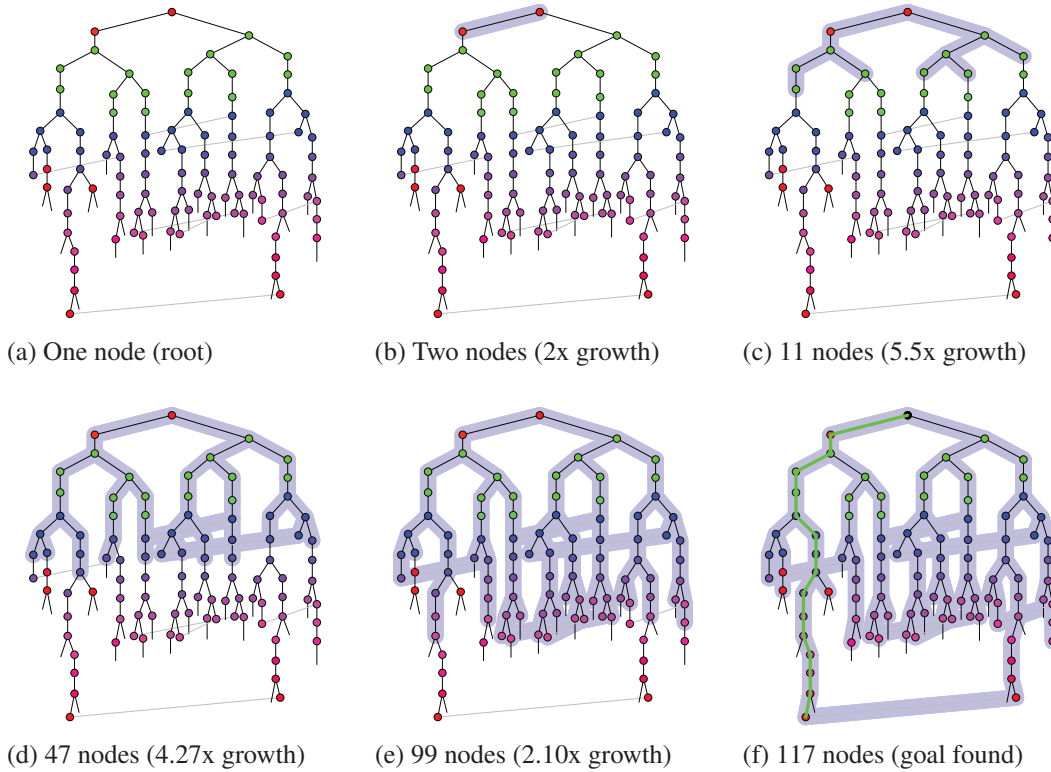 (a) One node (root)
(b) Two nodes (2x growth)
(c) 11 nodes (5.5x growth)
(d) 47 nodes (4.27x growth)
(e) 99 nodes (2.10x growth)
(f) 117 nodes (goal found)